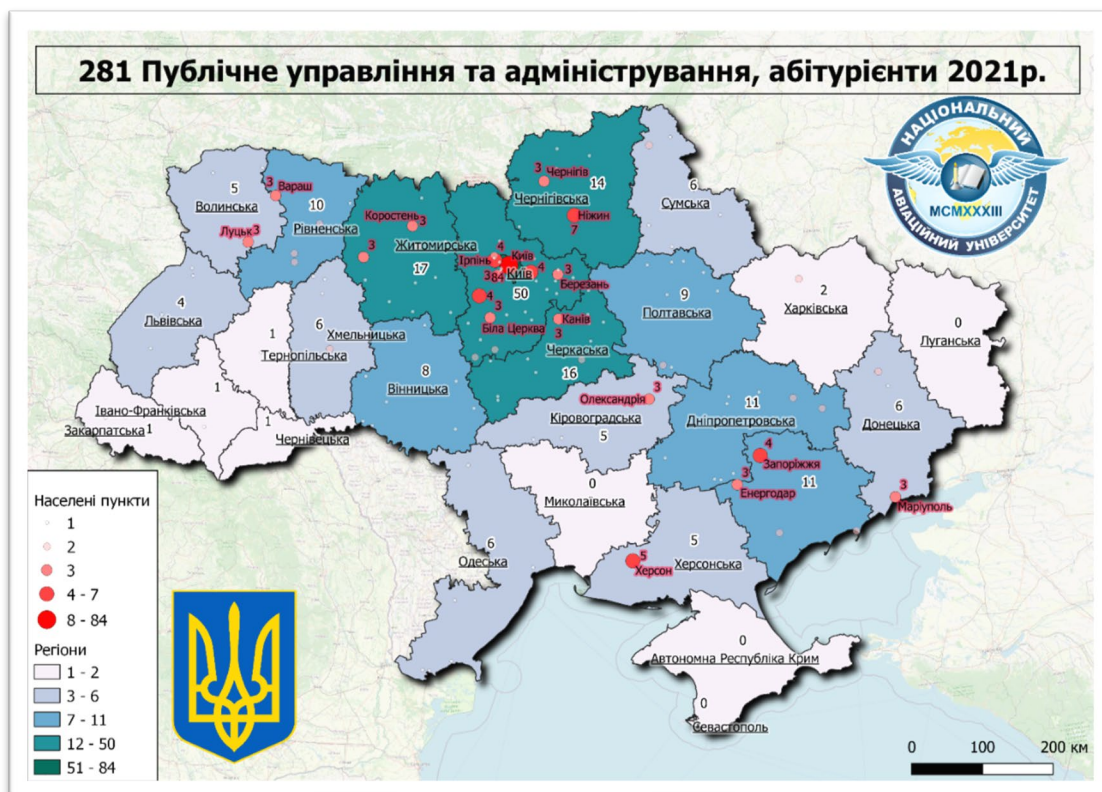 281 Публічне управління та адміністрування, абітурієнти 2021р.
НАЦІОНАЛЬНИЙ
АВІАЦІЙНИЙ УНІВЕРСИТЕТ
MCMXXXIII
5
Волинська
3
Вараш
Луцьк 3
10
Рівненська
Коростень 3
3
Житомирська
17
3
Чернігів
14
Чернігівська
Ніжин
7
6
Сумська
4
Київ
Ірпінь
Київ
3
84
4
50
3
Березань
4
3
Біла Церква
Канів
3
Черкаська
16
9
Полтавська
2
Харківська
0
Луганська
4
Львівська
1
Тернопільська
6
Хмельницька
8
Вінницька
1
Івано-Франківська
Закарпатська 1
1
Чернівецька
3
Олександрія
Кіровоградська
5
11
Дніпропетровська
6
Донецька
4
Запоріжжя
3
Енергодар
11
3
Маріуполь
0
Миколаївська
6
Одеська
5
Херсон
5
Херсонська
0
Автономна Республіка Крим
0
Севастополь
Населені пункти
1
2
3
4 - 7
8 - 84
Регіони
1 - 2
3 - 6
7 - 11
12 - 50
51 - 84
0 100 200 км